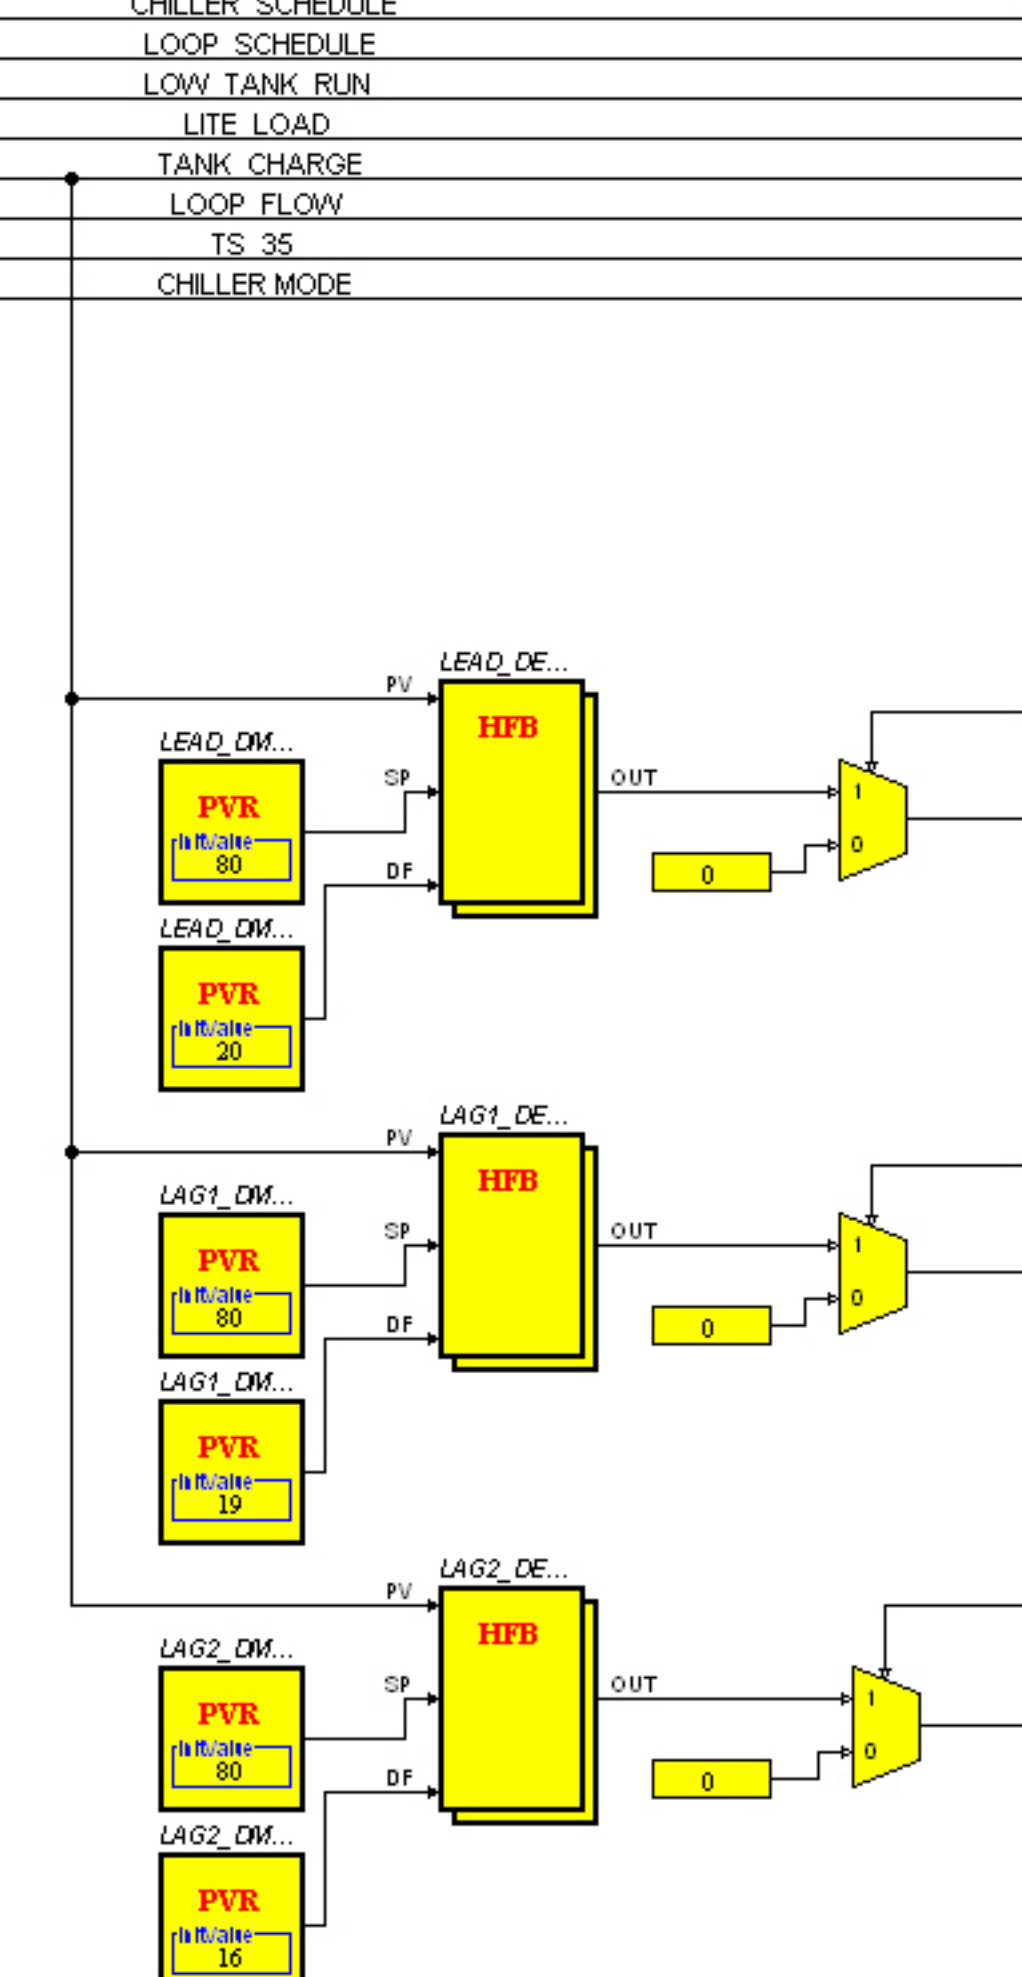 CHILLER SCHEDULE
LOOP SCHEDULE
LOW TANK RUN
LITE LOAD
TANK CHARGE
LOOP FLOW
TS 35
CHILLER MODE
LEAD_DE...
PV
HFB
LEAD_DM...
SP
OUT
1
PVR
InitValue
80
0
DF
0
LEAD_DM...
PVR
InitValue
20
LAG1_DE...
PV
HFB
LAG1_DM...
SP
OUT
1
PVR
InitValue
80
0
DF
0
LAG1_DM...
PVR
InitValue
19
LAG2_DE...
PV
HFB
LAG2_DM...
SP
OUT
1
PVR
InitValue
80
0
DF
0
LAG2_DM...
PVR
InitValue
16